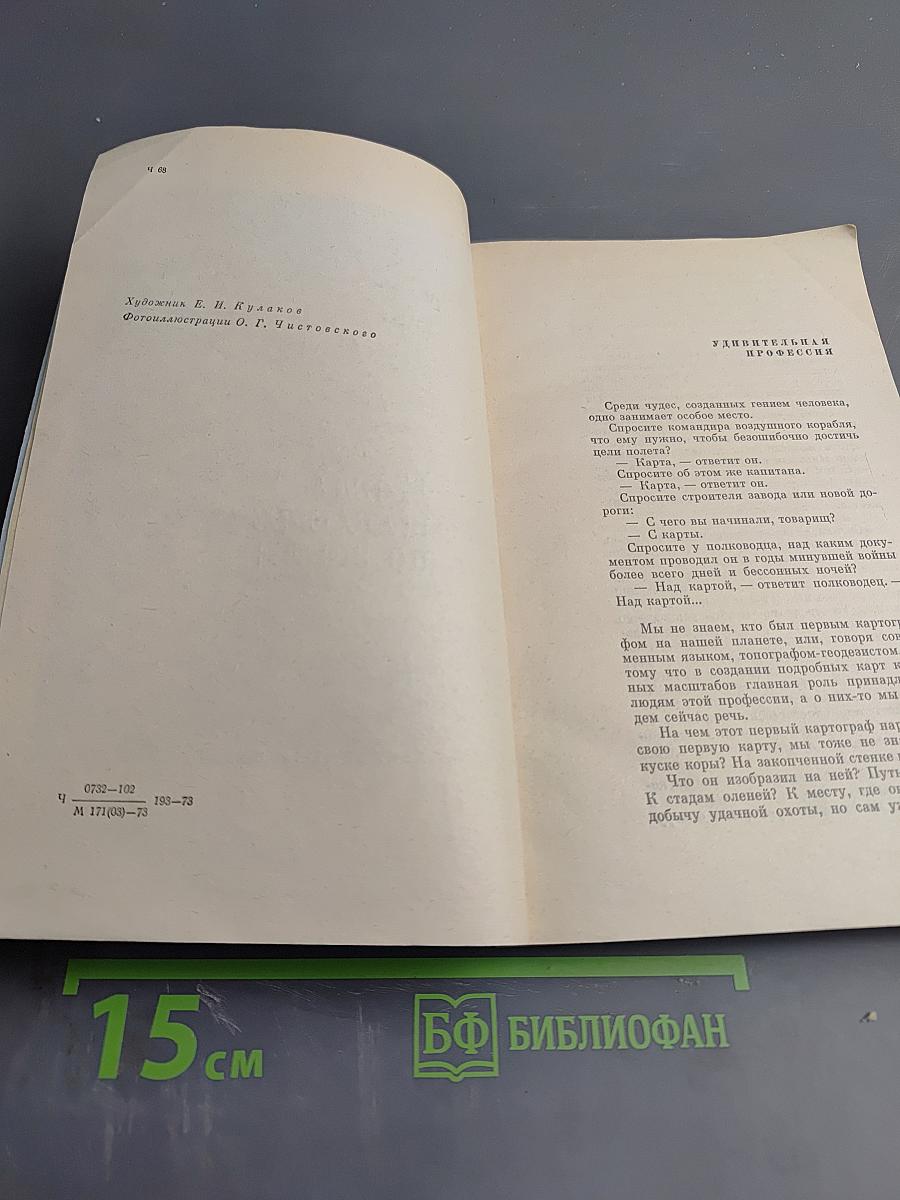 Ч 68
Художник Е. И. Кулаков
Фотоиллюстрации О. Г. Чистовского
Ч 0732—102
М 171(03)—73 193—73
УДИВИТЕЛЬНАЯ
ПРОФЕССИЯ
Среди чудес, созданных гением человека,
одно занимает особое место.
Спросите командира воздушного корабля,
что ему нужно, чтобы безошибочно достичь
цели полета?
— Карта, — ответит он.
Спросите об этом же капитана.
— Карта, — ответит он.
Спросите строителя завода или новой до-
роги:
— С чего вы начинали, товарищ?
— С карты.
Спросите у полководца, над каким доку-
ментом проводил он в годы минувшей войны
более всего дней и бессонных ночей?
— Над картой, — ответит полководец. —
Над картой...
Мы не знаем, кто был первым картогр
фом на нашей планете, или, говоря сов
менным языком, топографом-геодезистом,
тому что в создании подробных карт к
ных масштабов главная роль принадл
людям этой профессии, а о них-то мы
дем сейчас речь.
На чем этот первый картограф нар
свою первую карту, мы тоже не зн
куске коры? На закопченной стенке
Что он изобразил на ней? Путь
К стадам оленей? К месту, где он
добычу удачной охоты, но сам
15 см
БФ БИБЛИОФАН